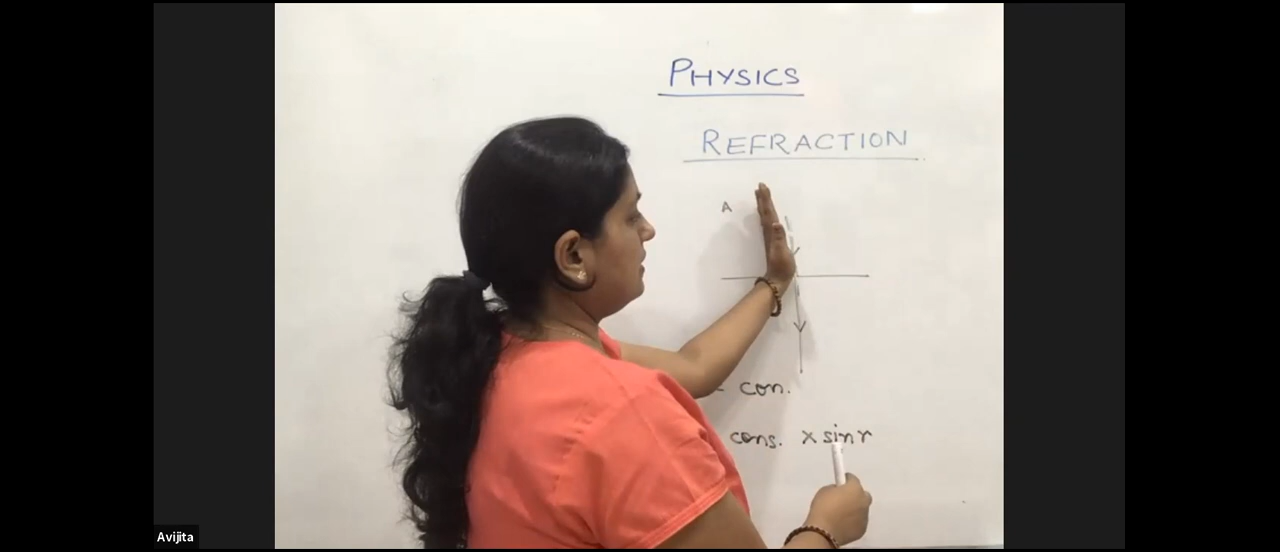 PHYSICS
REFRACTION
A
con.
cons. x sin r
Avijita